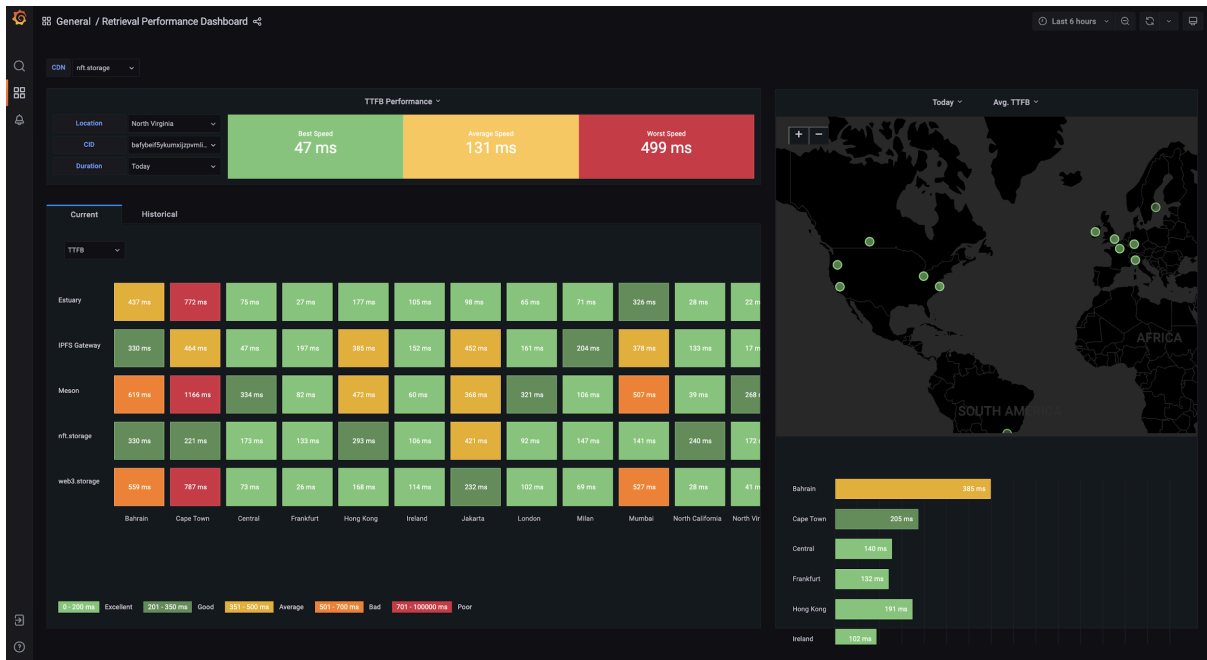 General / Retrieval Performance Dashboard
Last 6 hours
CDN nft.storage
TTFB Performance
Location North Virginia
CID bafybeif5ykumxijzpvmli..
Duration Today
Best Speed
47 ms
Average Speed
131 ms
Worst Speed
499 ms
Current Historical
TTFB
Estuary 437 ms 772 ms 75 ms 27 ms 177 ms 105 ms 98 ms 65 ms 71 ms 326 ms 28 ms 22 m
IPFS Gateway 330 ms 464 ms 47 ms 197 ms 385 ms 152 ms 452 ms 161 ms 204 ms 378 ms 133 ms 17 m
Meson 619 ms 1166 ms 334 ms 82 ms 472 ms 60 ms 368 ms 321 ms 106 ms 507 ms 39 ms 268
nft.storage 330 ms 221 ms 173 ms 133 ms 293 ms 106 ms 421 ms 92 ms 147 ms 141 ms 240 ms 172
web3.storage 559 ms 787 ms 73 ms 26 ms 168 ms 114 ms 232 ms 102 ms 69 ms 527 ms 28 ms 41 m
Bahrain Cape Town Central Frankfurt Hong Kong Ireland Jakarta London Milan Mumbai North California North Vir
0 - 200 ms Excellent 201 - 350 ms Good 351 - 500 ms Average 501 - 700 ms Bad 701 - 100000 ms Poor
Today Avg. TTFB
+ −
AFRICA
SOUTH AMERICA
Bahrain 385 ms
Cape Town 205 ms
Central 140 ms
Frankfurt 132 ms
Hong Kong 191 ms
Ireland 102 ms